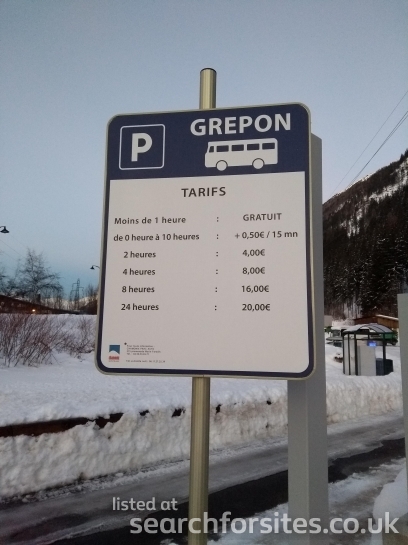 P
GREPON
TARIFS
Moins de 1 heure : GRATUIT
de 0 heure à 10 heures : + 0,50€ / 15 mn
2 heures : 4,00€
4 heures : 8,00€
8 heures : 16,00€
24 heures : 20,00€
listed at
searchforsites.co.uk